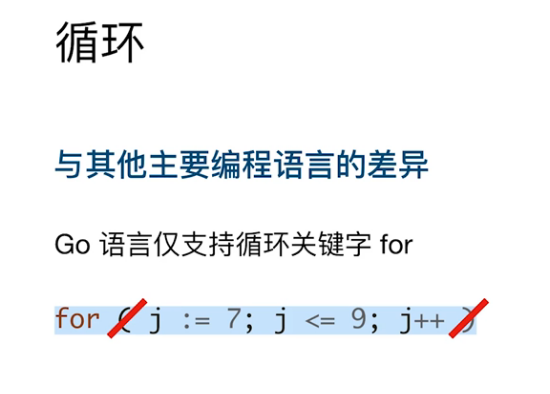 循环
与其他主要编程语言的差异
Go 语言仅支持循环关键字 for
for ( j := 7; j <= 9; j++ )